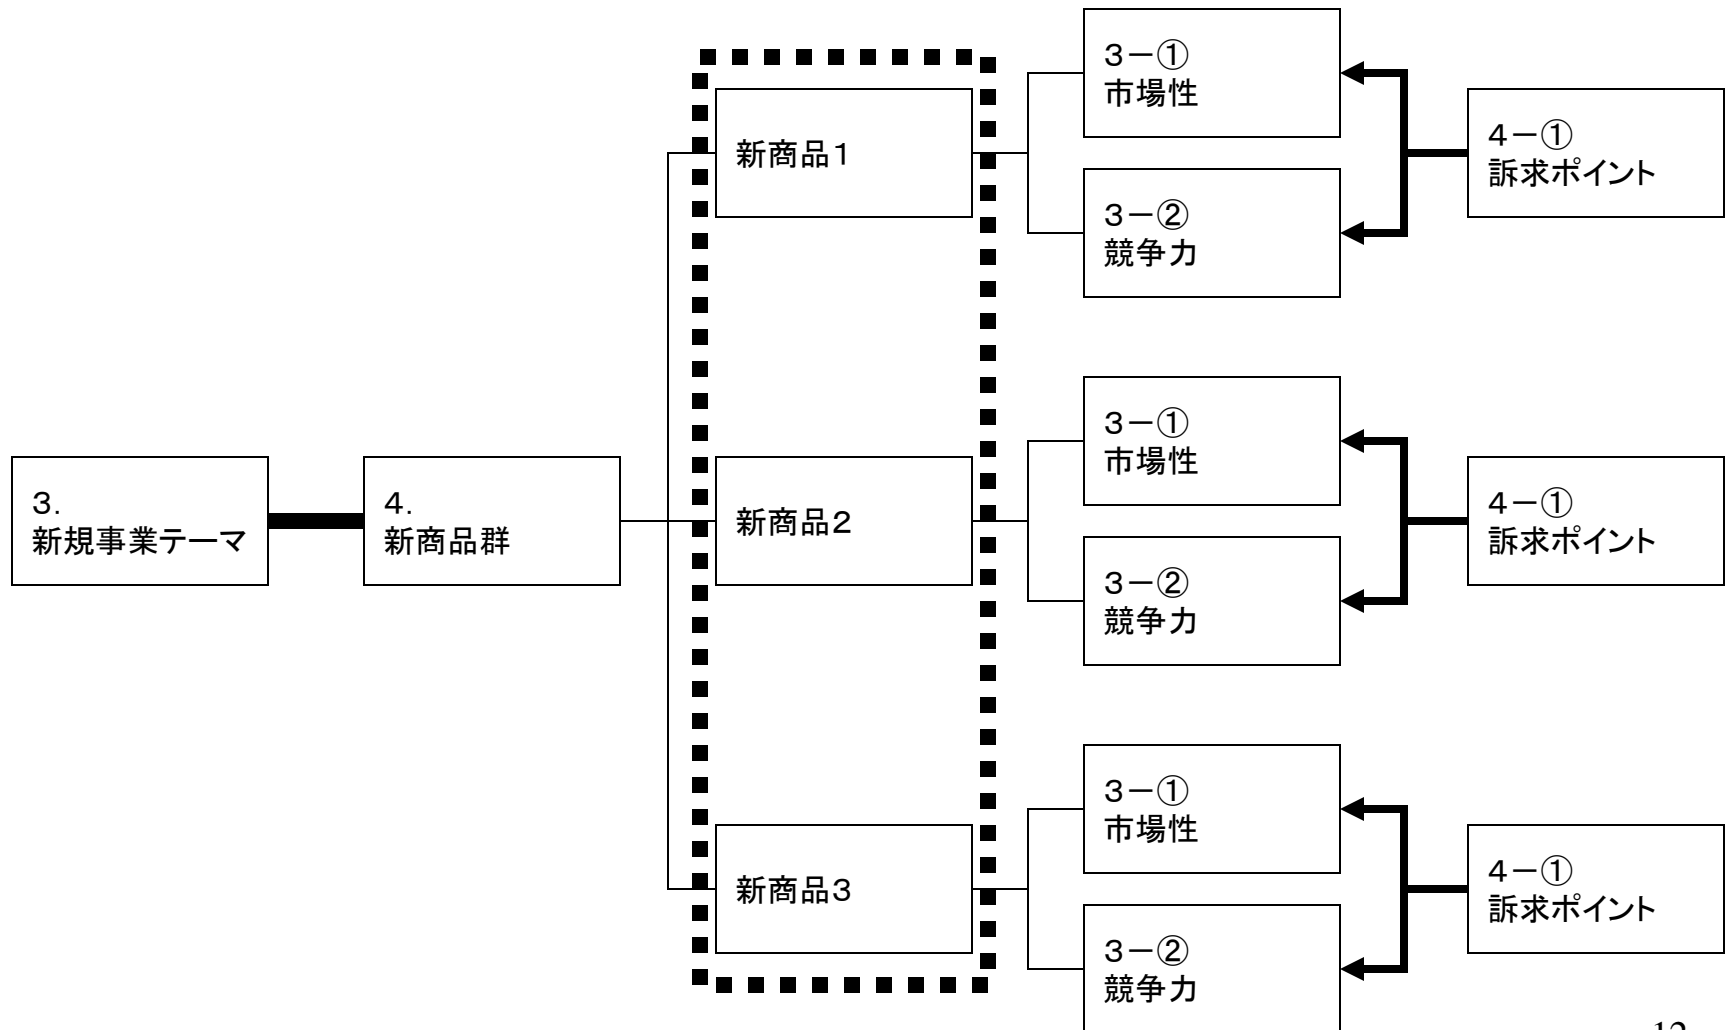 3.
新規事業テーマ
4.
新商品群
新商品1
3-①
市場性
3-②
競争力
4-①
訴求ポイント
新商品2
3-①
市場性
3-②
競争力
4-①
訴求ポイント
新商品3
3-①
市場性
3-②
競争力
4-①
訴求ポイント
12